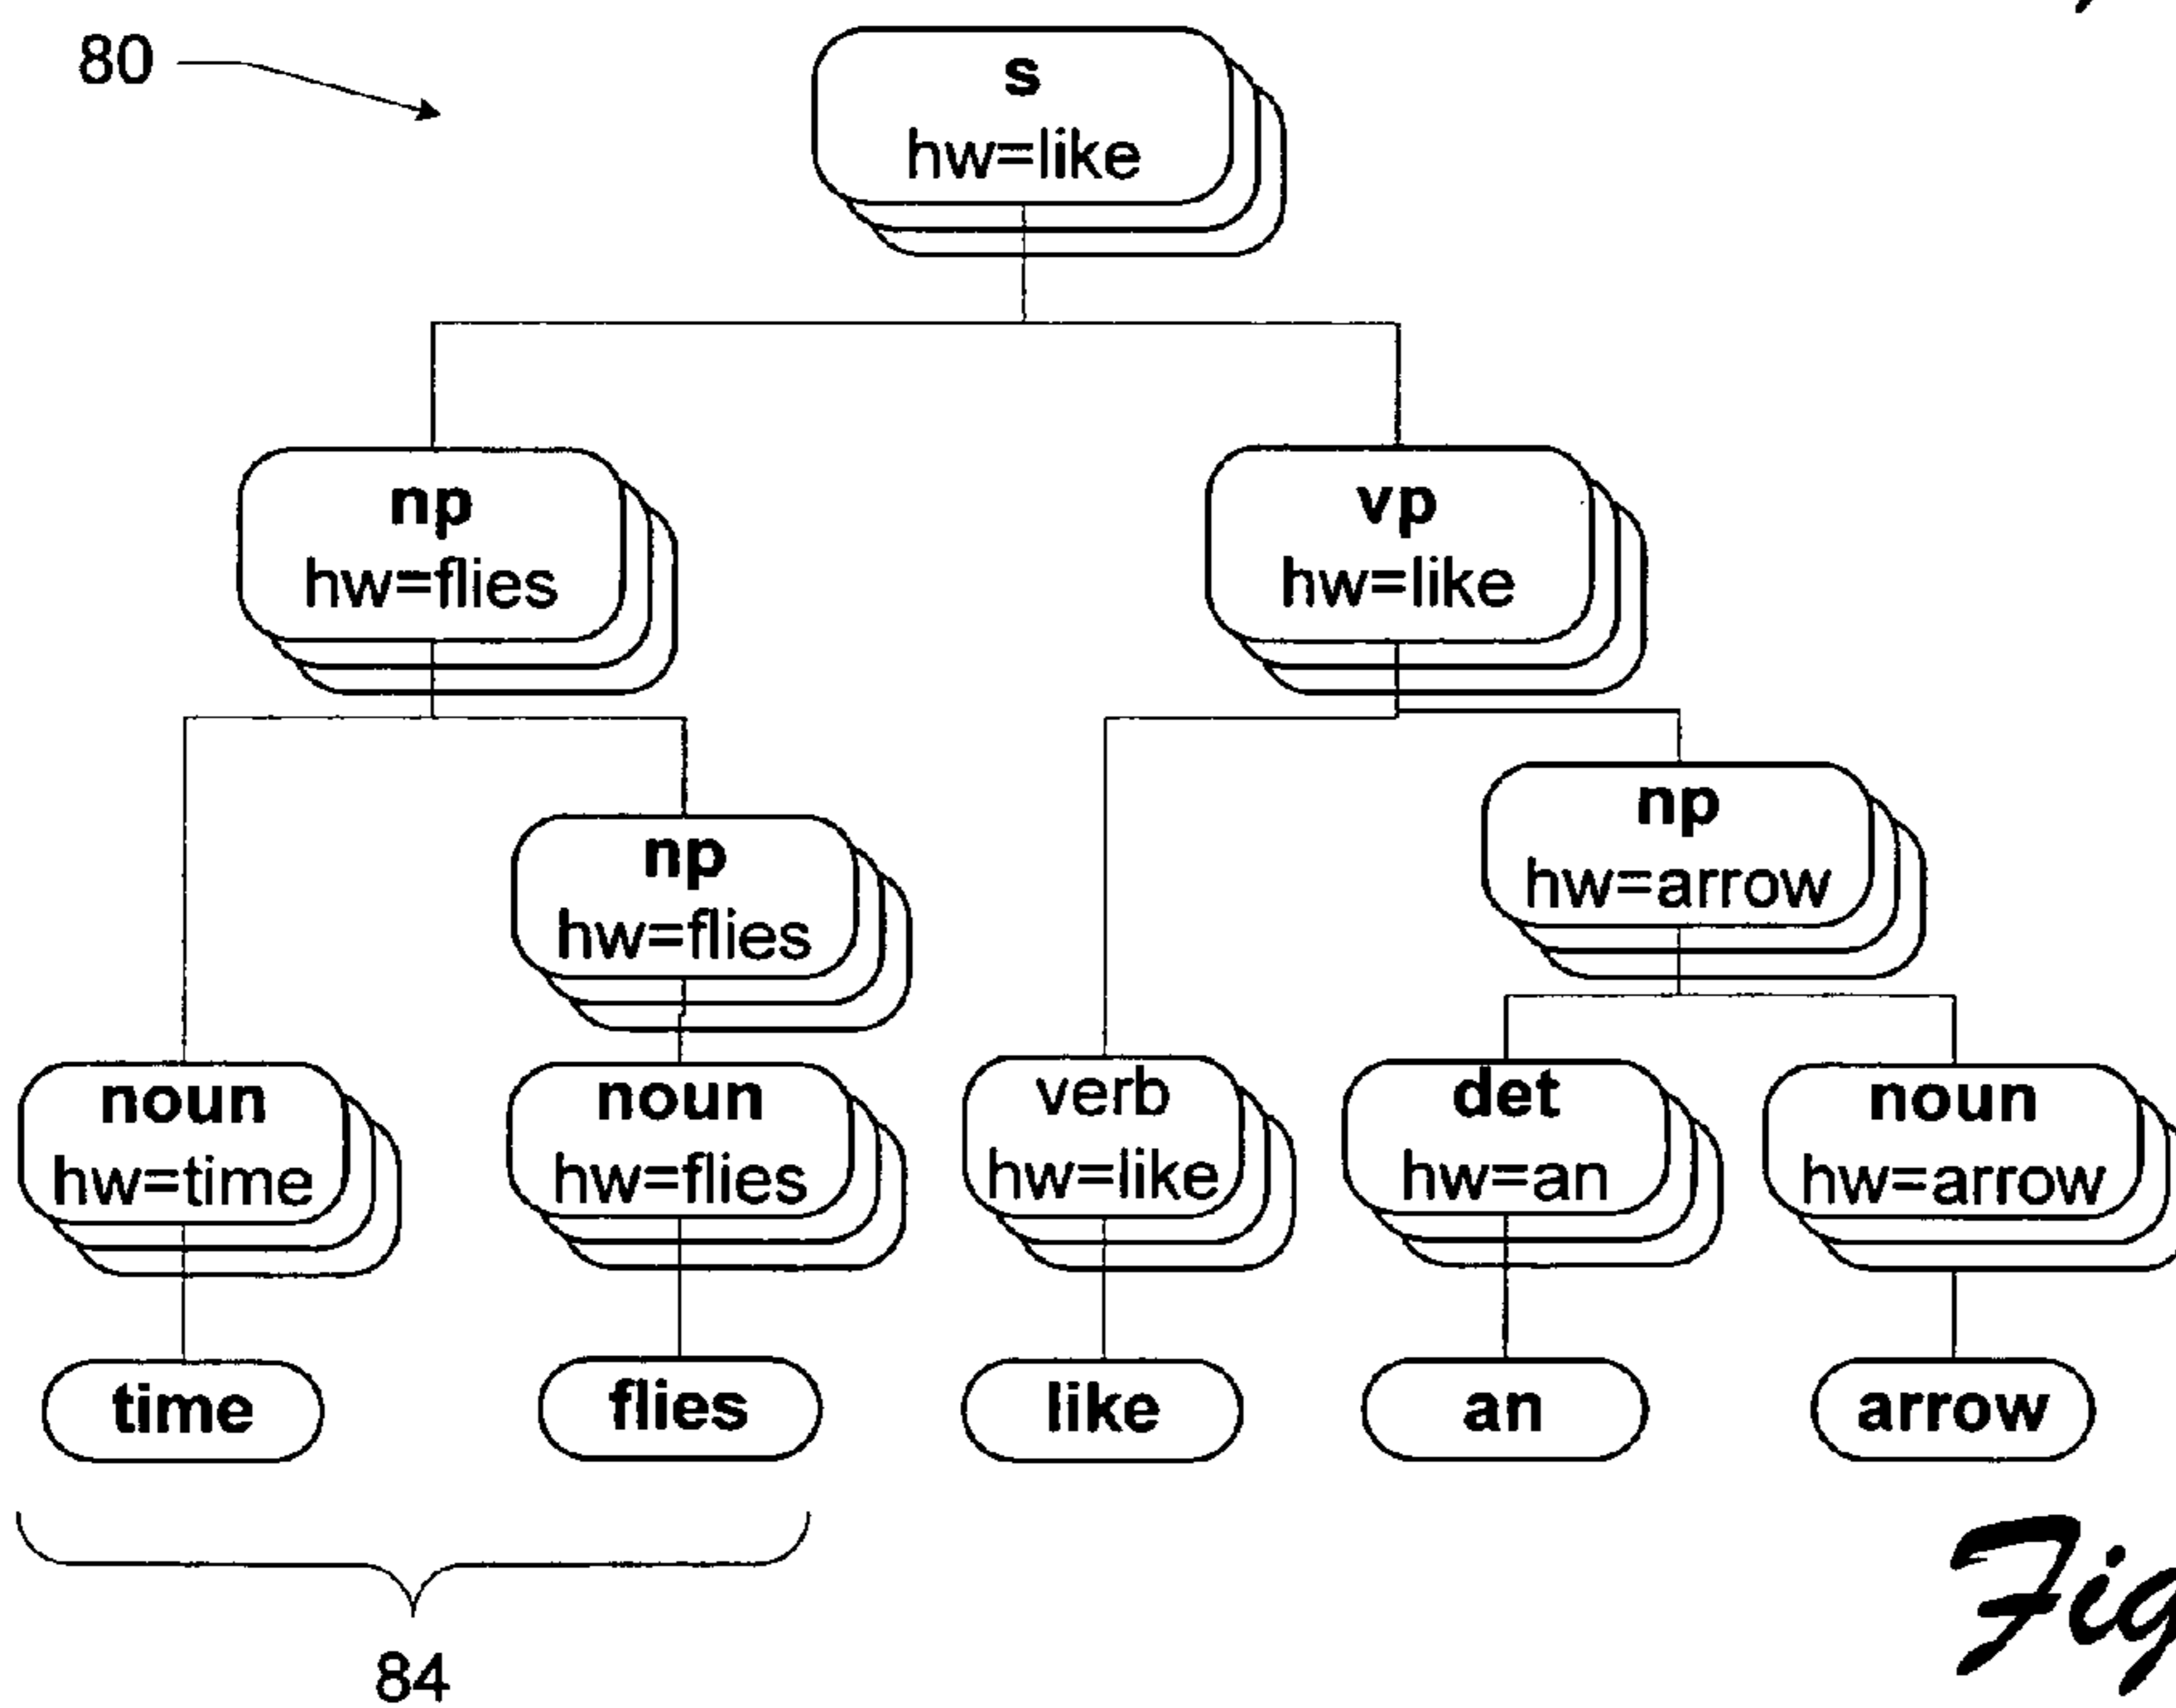 80
s
hw=like
np
hw=flies
vp
hw=like
np
hw=arrow
np
hw=flies
noun
hw=time
noun
hw=flies
verb
hw=like
det
hw=an
noun
hw=arrow
time
flies
like
an
arrow
84
Fig